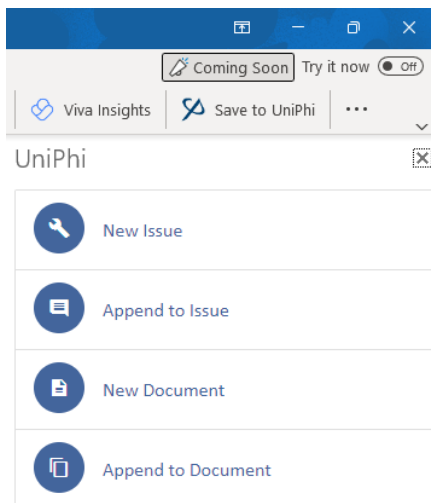 Coming Soon Try it now Off
Viva Insights Save to UniPhi ...
UniPhi
New Issue
Append to Issue
New Document
Append to Document